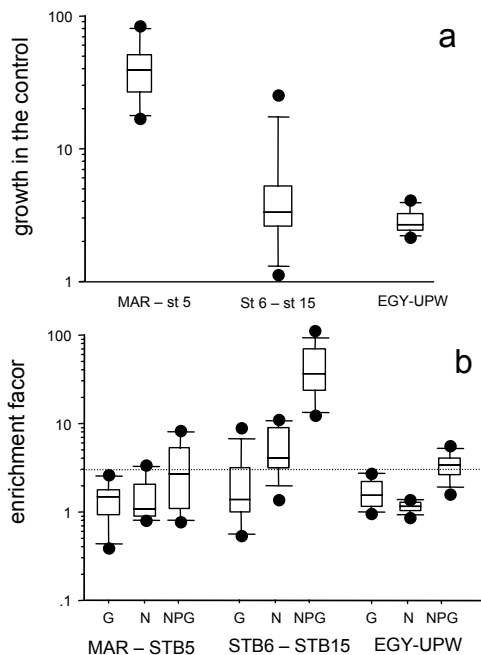 a
100
10
1
growth in the control
MAR – st 5 St 6 – st 15 EGY-UPW
b
100
10
1
.1
enrichment facor
G N NPG G N NPG G N NPG
MAR – STB5 STB6 – STB15 EGY-UPW